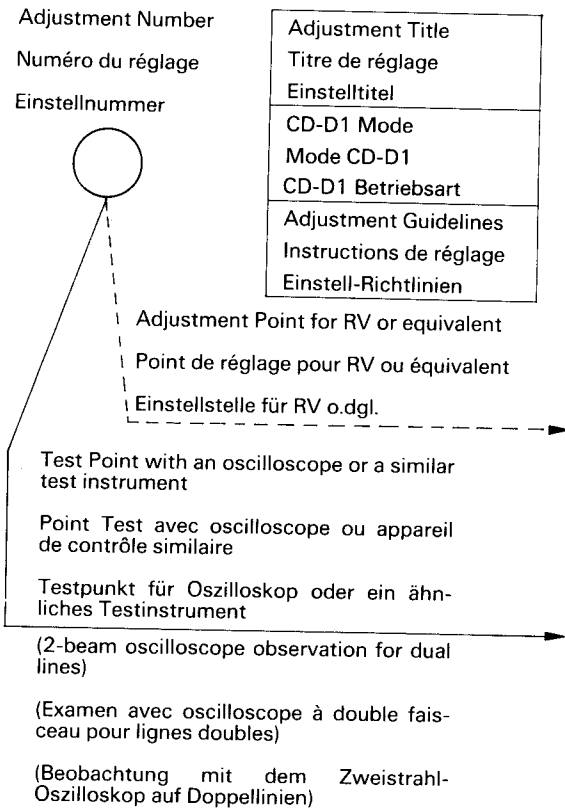 Adjustment Number
Numéro du réglage
Einstellnummer
Adjustment Title
Titre de réglage
Einstelltitel
CD-D1 Mode
Mode CD-D1
CD-D1 Betriebsart
Adjustment Guidelines
Instructions de réglage
Einstell-Richtlinien
Adjustment Point for RV or equivalent
Point de réglage pour RV ou équivalent
Einstellstelle für RV o.dgl.
Test Point with an oscilloscope or a similar
test instrument
Point Test avec oscilloscope ou appareil
de contrôle similaire
Testpunkt für Oszilloskop oder ein ähn-
liches Testinstrument
(2-beam oscilloscope observation for dual
lines)
(Examen avec oscilloscope à double fais-
ceau pour lignes doubles)
(Beobachtung mit dem Zweistrahl-
Oszilloskop auf Doppellinien)